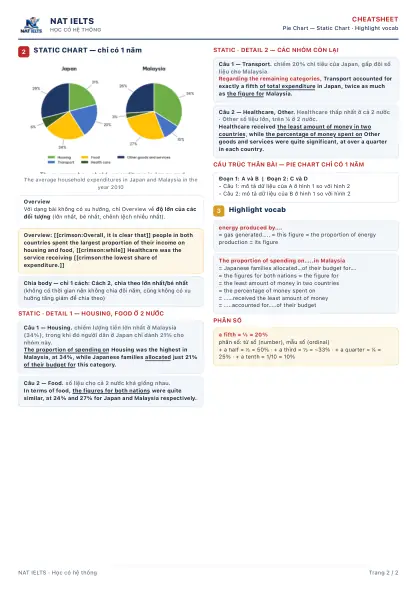 NAT IELTS
HỌC CÓ HỆ THỐNG
CHEATSHEET
Pie Chart — Static Chart · Highlight vocab
2 STATIC CHART — chỉ có 1 năm
Japan
Malaysia
Housing
Food
Other goods and services
Transport
Health care
The average household expenditures in Japan and Malaysia in the
year 2010
Overview
Với dạng bài không có xu hướng, chỉ Overview về độ lớn của các
đối tượng (lớn nhất, bé nhất, chênh lệch nhiều nhất).
Overview: [[crimson:Overall, it is clear that]] people in both
countries spent the largest proportion of their income on
housing and food, [[crimson:while]] Healthcare was the
service receiving [[crimson:the lowest share of
expenditure.]]
Chia body — chỉ 1 cách: Cách 2, chia theo lớn nhất/bé nhất
(không có thời gian nên không chia đổi năm, cũng không có xu
hướng tăng giảm để chia theo)
STATIC · DETAIL 1 — HOUSING, FOOD Ở 2 NƯỚC
Câu 1 — Housing. chiếm lượng tiền lớn nhất ở Malaysia
(34%), trong khi đó người dân ở Japan chỉ dành 21% cho
nhóm này.
The proportion of spending on Housing was the highest in
Malaysia, at 34%, while Japanese families allocated just 21%
of their budget for this category.
Câu 2 — Food. số liệu cho cả 2 nước khá giống nhau.
In terms of food, the figures for both nations were quite
similar, at 24% and 27% for Japan and Malaysia respectively.
STATIC · DETAIL 2 — CÁC NHÓM CÒN LẠI
Câu 1 — Transport. chiếm 20% chi tiêu của Japan, gấp đôi số
liệu cho Malaysia.
Regarding the remaining categories, Transport accounted for
exactly a fifth of total expenditure in Japan, twice as much
as the figure for Malaysia.
Câu 2 — Healthcare, Other. Healthcare thấp nhất ở cả 2 nước
· Other số liệu lớn, trên ¼ ở 2 nước.
Healthcare received the least amount of money in two
countries, while the percentage of money spent on Other
goods and services were quite significant, at over a quarter
in each country.
CẤU TRÚC THÂN BÀI — PIE CHART CHỈ CÓ 1 NĂM
Đoạn 1: A và B | Đoạn 2: C và D
- Câu 1: mô tả dữ liệu của A ở hình 1 so với hình 2
- Câu 2: mô tả dữ liệu của B ở hình 1 so với hình 2
3 Highlight vocab
energy produced by....
= gas generated..... = this figure = the proportion of energy
production = its figure
The proportion of spending on.....in Malaysia
= Japanese families allocated...of their budget for...
= the figures for both nations = the figure for
= the least amount of money in two countries
= the percentage of money spent on
= .....received the least amount of money
= ....accounted for....of their budget
PHÂN SỐ
a fifth = ⅕ = 20%
phân số: tử số (number), mẫu số (ordinal)
• a half = ½ = 50% · • a third = ⅓ = ~33% · • a quarter = ¼ =
25% · • a tenth = 1/10 = 10%
NAT IELTS · Học có hệ thống
Trang 2 / 2